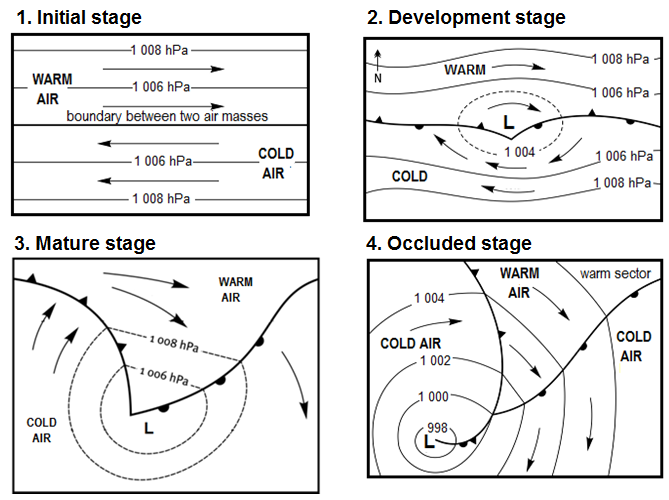 1. Initial stage
1 008 hPa
WARM
AIR
1 006 hPa
boundary between two air masses
1 006 hPa
COLD
AIR
1 008 hPa
2. Development stage
N
WARM
1 008 hPa
1 006 hPa
L
1 004
1 006 hPa
COLD
1 008 hPa
3. Mature stage
WARM
AIR
1 008 hPa
1 006 hPa
COLD
AIR
L
4. Occluded stage
WARM
AIR
warm sector
1 004
COLD AIR
COLD
AIR
1 002
1 000
998
L